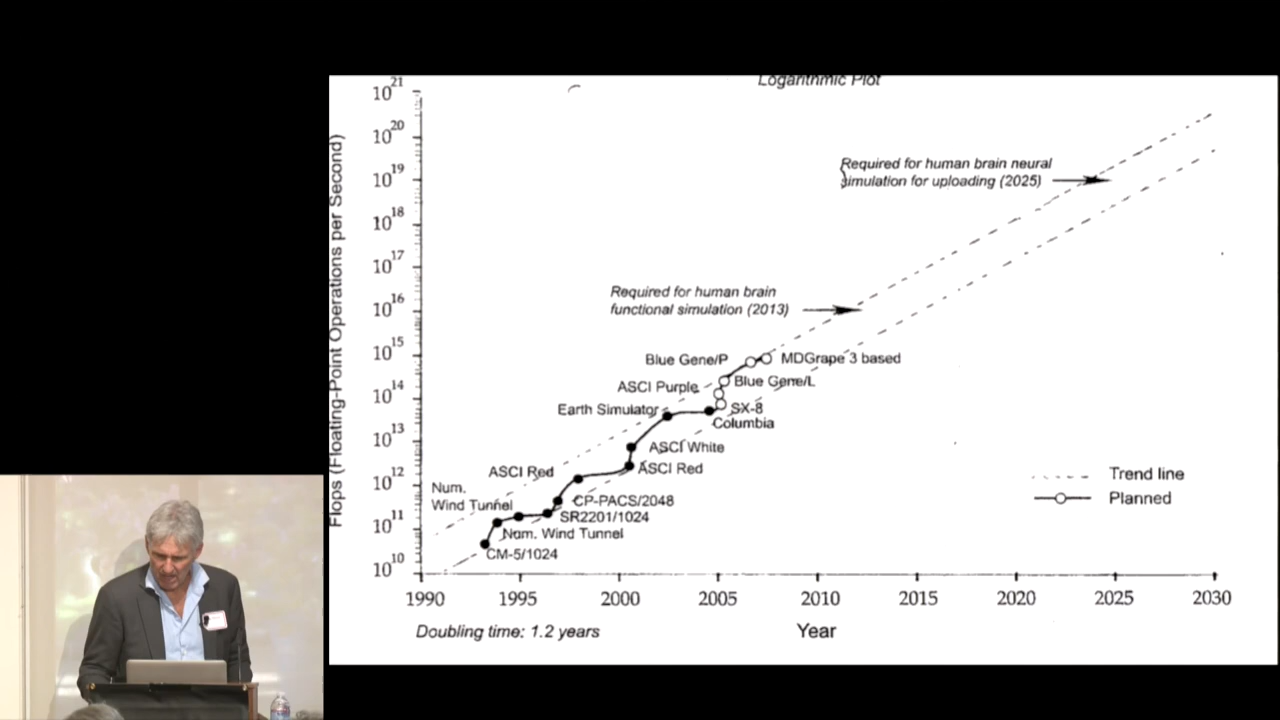 Logarithmic Plot
Flops (Floating-Point Operations per Second)
10^21
10^20
10^19
10^18
10^17
10^16
10^15
10^14
10^13
10^12
10^11
10^10
Required for human brain neural
simulation for uploading (2025)
Required for human brain
functional simulation (2013)
Blue Gene/P
MDGrape 3 based
ASCI Purple
Blue Gene/L
Earth Simulator
SX-8
Columbia
ASCI White
ASCI Red
ASCI Red
Num.
Wind Tunnel
CP-PACS/2048
SR2201/1024
Num. Wind Tunnel
CM-5/1024
Trend line
Planned
1990 1995 2000 2005 2010 2015 2020 2025 2030
Doubling time: 1.2 years
Year